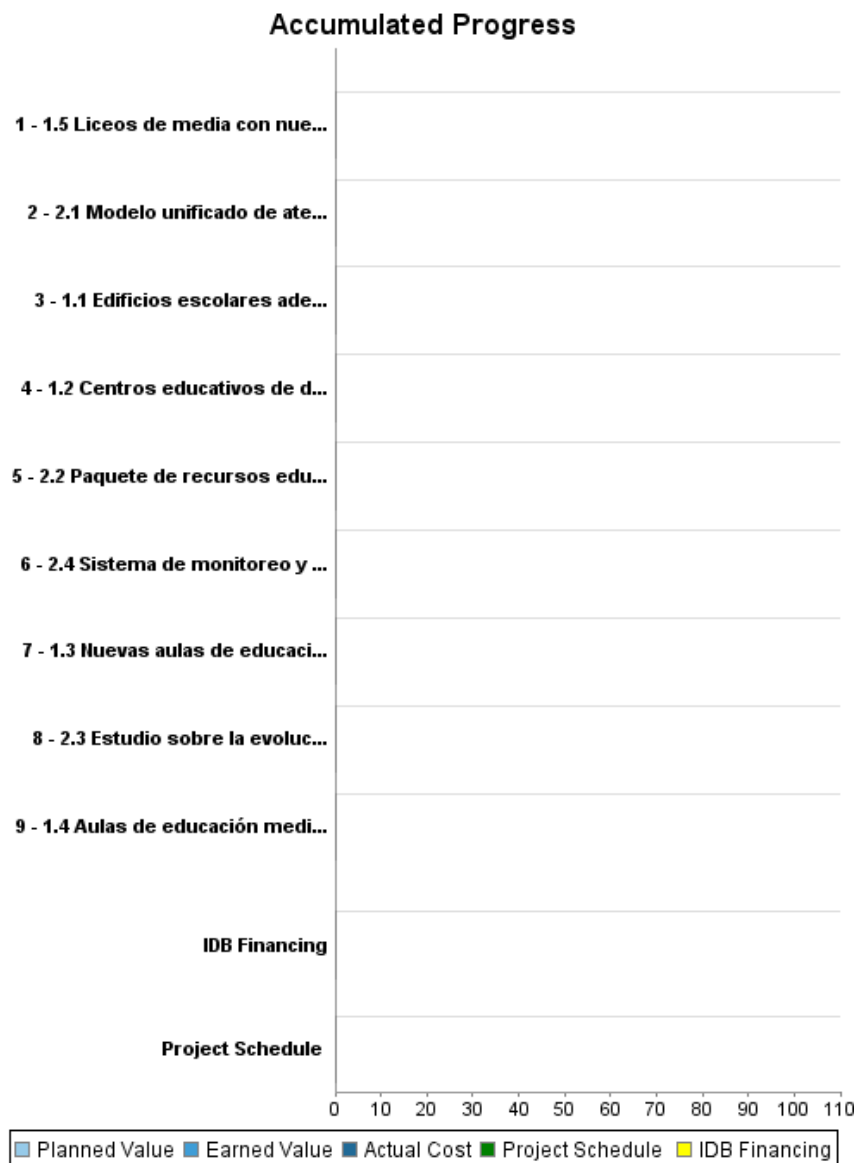 Accumulated Progress
1 - 1.5 Liceos de media con nue...
2 - 2.1 Modelo unificado de ate...
3 - 1.1 Edificios escolares ade...
4 - 1.2 Centros educativos de d...
5 - 2.2 Paquete de recursos edu...
6 - 2.4 Sistema de monitoreo y ...
7 - 1.3 Nuevas aulas de educaci...
8 - 2.3 Estudio sobre la evoluc...
9 - 1.4 Aulas de educación medi...
IDB Financing
Project Schedule
0 10 20 30 40 50 60 70 80 90 100 110
Planned Value Earned Value Actual Cost Project Schedule IDB Financing